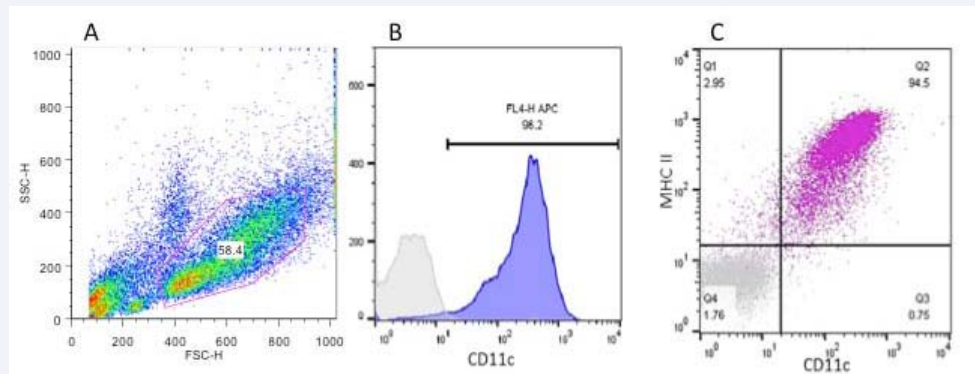 A
1000
800
600
400
200
0
SSC-H
58.4
0 200 400 600 800 1000
FSC-H
B
600
400
200
0
FL4-H APC
96.2
10⁰ 10¹ 10² 10³ 10⁴
CD11c
C
10⁴
10³
10²
10¹
10⁰
MHC II
Q1
2.95
Q2
94.5
Q4
1.76
Q3
0.75
10⁰ 10¹ 10² 10³ 10⁴
CD11c